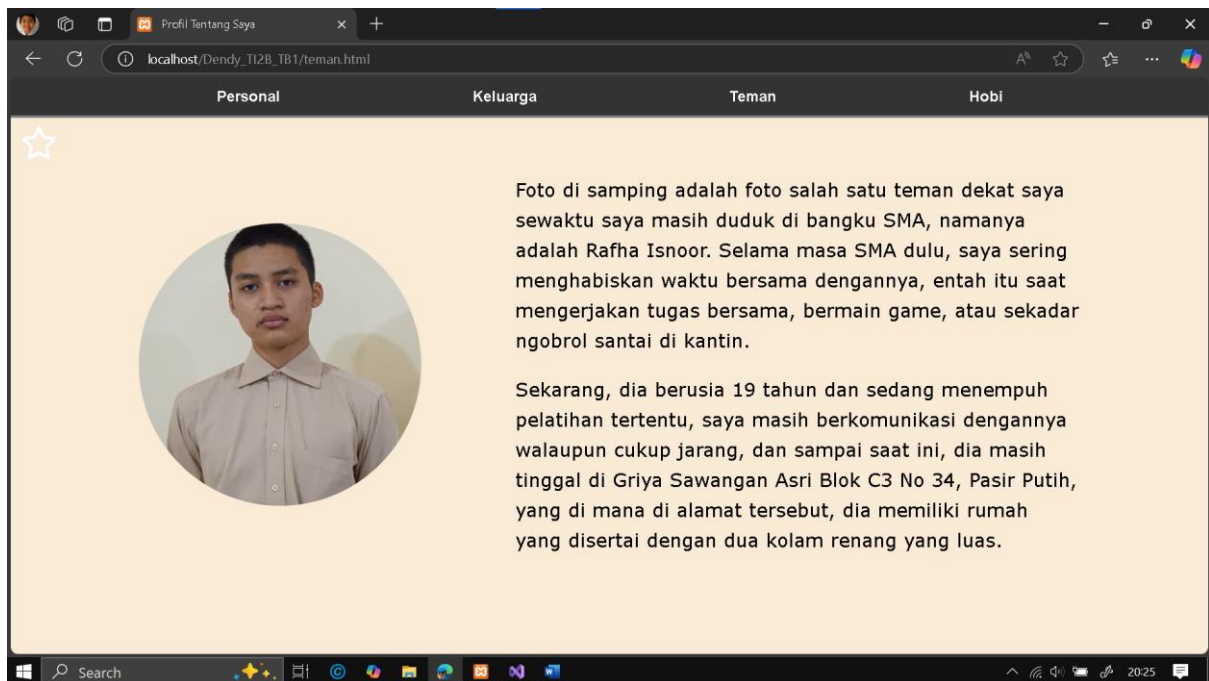 Profil Tentang Saya
localhost/Dendy_TI2B_TB1/teman.html
Personal Keluarga Teman Hobi
Foto di samping adalah foto salah satu teman dekat saya
sewaktu saya masih duduk di bangku SMA, namanya
adalah Rafha Isnoor. Selama masa SMA dulu, saya sering
menghabiskan waktu bersama dengannya, entah itu saat
mengerjakan tugas bersama, bermain game, atau sekadar
ngobrol santai di kantin.
Sekarang, dia berusia 19 tahun dan sedang menempuh
pelatihan tertentu, saya masih berkomunikasi dengannya
walaupun cukup jarang, dan sampai saat ini, dia masih
tinggal di Griya Sawangan Asri Blok C3 No 34, Pasir Putih,
yang di mana di alamat tersebut, dia memiliki rumah
yang disertai dengan dua kolam renang yang luas.
Search
20:25